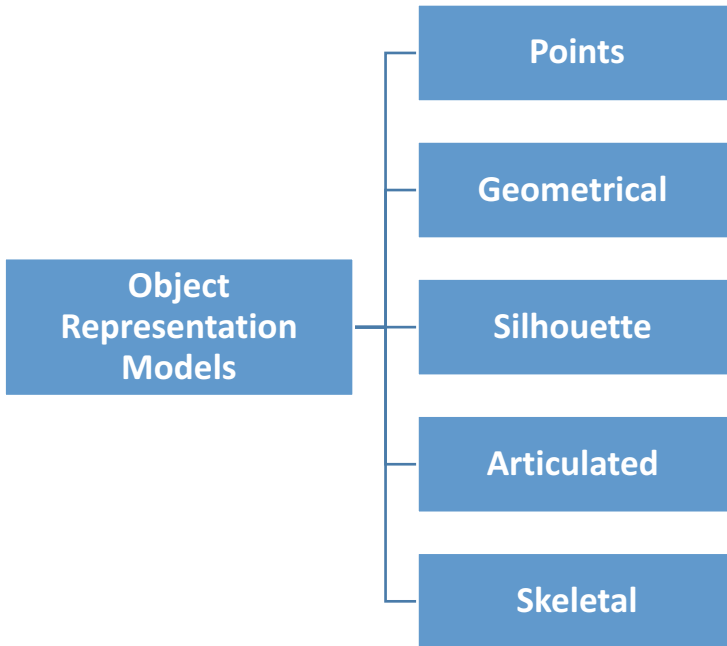 Points
Geometrical
Object
Representation
Models
Silhouette
Articulated
Skeletal